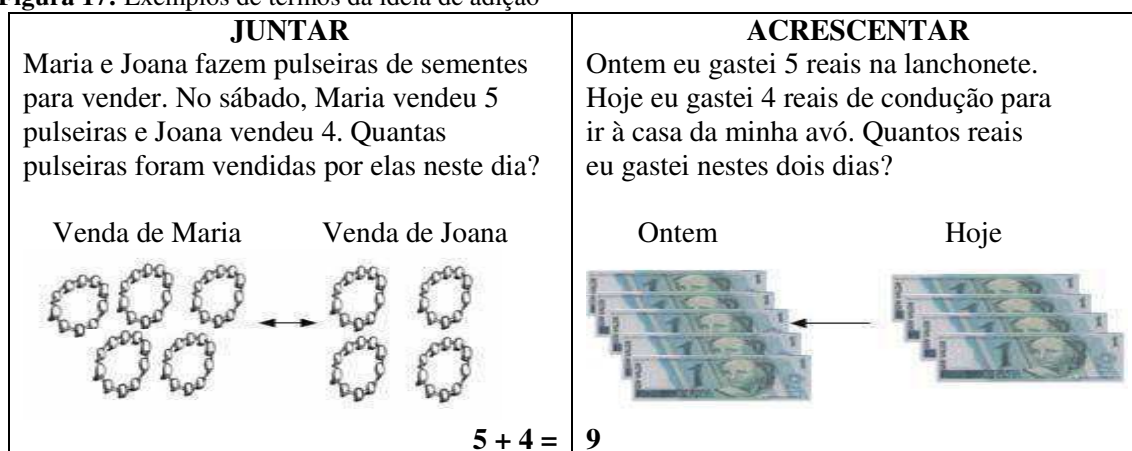 Figura 17: Exemplos de termos da ideia de adição
JUNTAR
Maria e Joana fazem pulseiras de sementes
para vender. No sábado, Maria vendeu 5
pulseiras e Joana vendeu 4. Quantas
pulseiras foram vendidas por elas neste dia?
Venda de Maria Venda de Joana
5 + 4 =
ACRESCENTAR
Ontem eu gastei 5 reais na lanchonete.
Hoje eu gastei 4 reais de condução para
ir à casa da minha avó. Quantos reais
eu gastei nestes dois dias?
Ontem Hoje
1
1
9